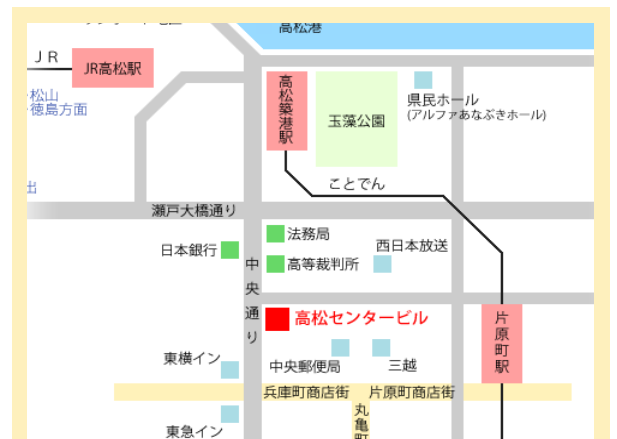 高松港
JR
JR高松駅
松山
徳島方面
高松築港駅
玉藻公園
県民ホール
(アルファあなぶきホール)
ことでん
出
瀬戸大橋通り
法務局
日本銀行
西日本放送
高等裁判所
中央通り
高松センタービル
片原町駅
東横イン
中央郵便局
三越
兵庫町商店街
片原町商店街
丸亀町
東急イン